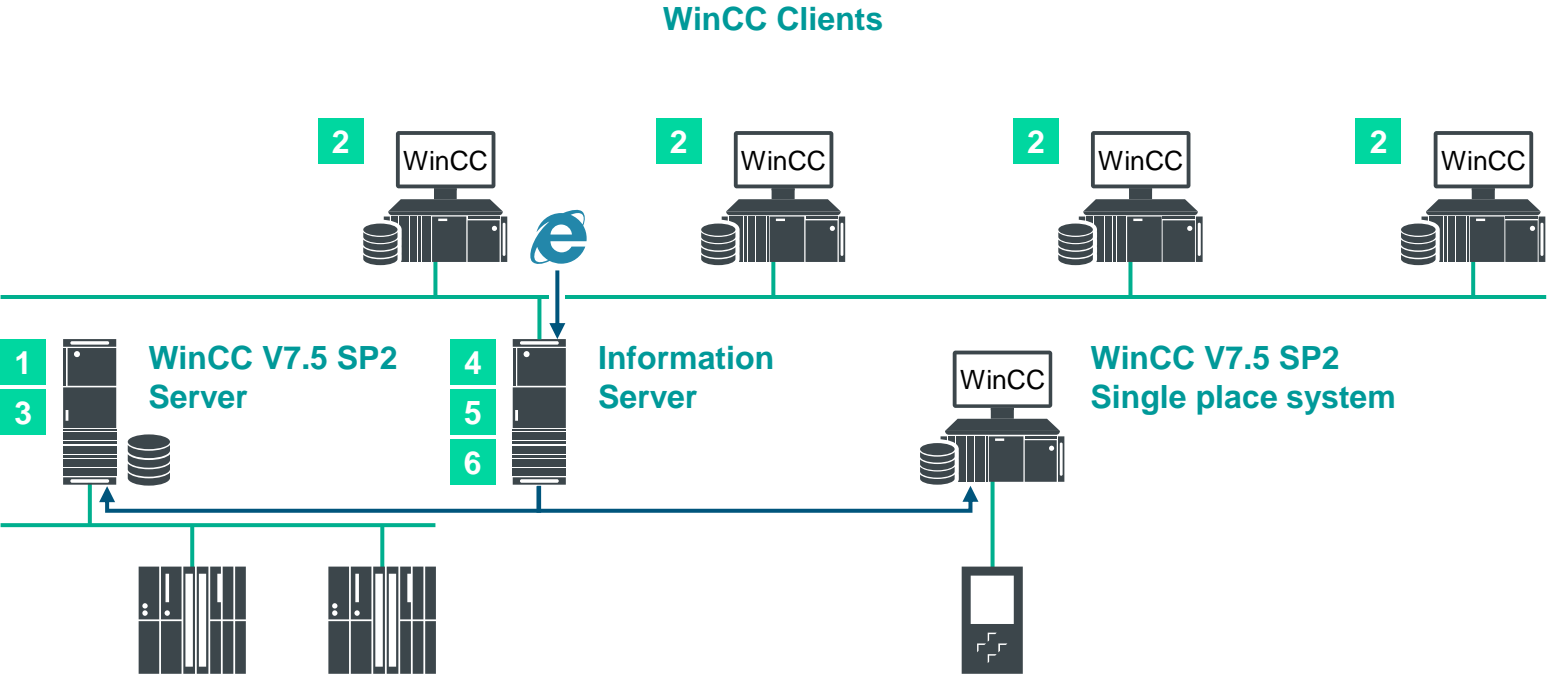 WinCC Clients
2
2
2
2
WinCC
WinCC
WinCC
WinCC
1
3
WinCC V7.5 SP2
Server
4
5
6
Information
Server
WinCC
WinCC V7.5 SP2
Single place system